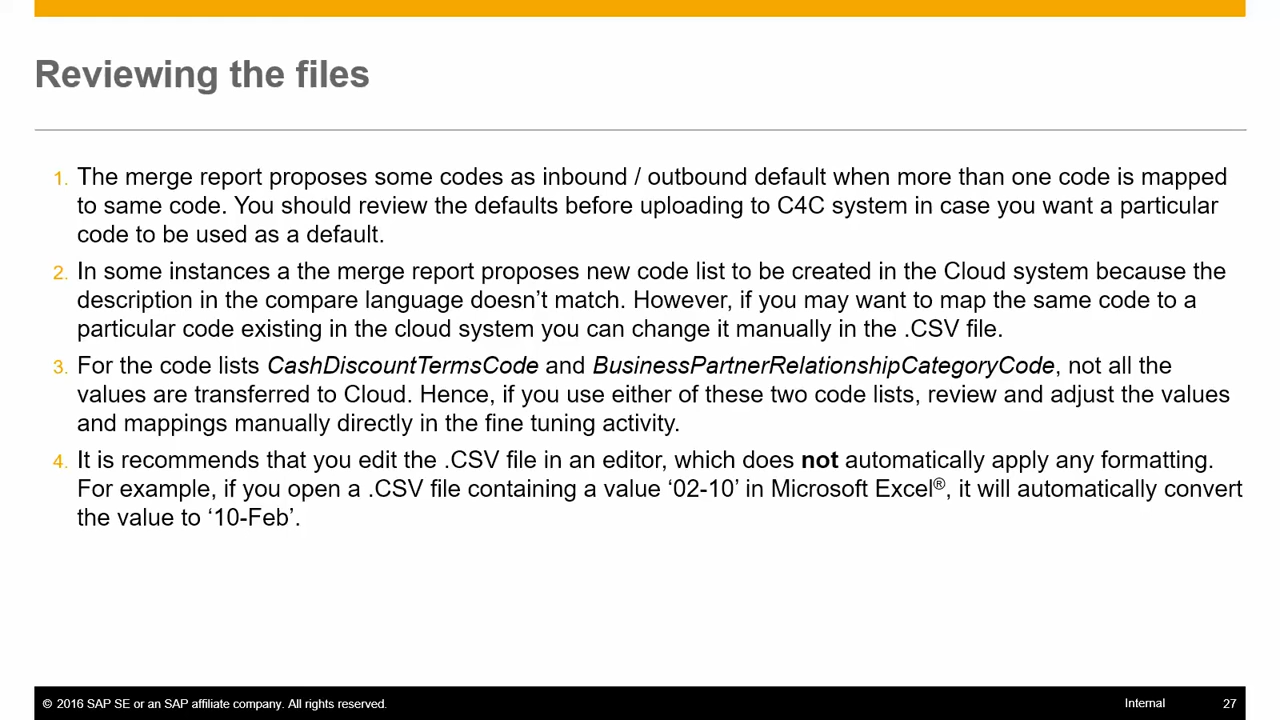 Reviewing the files
1. The merge report proposes some codes as inbound / outbound default when more than one code is mapped
to same code. You should review the defaults before uploading to C4C system in case you want a particular
code to be used as a default.
2. In some instances a the merge report proposes new code list to be created in the Cloud system because the
description in the compare language doesn’t match. However, if you may want to map the same code to a
particular code existing in the cloud system you can change it manually in the .CSV file.
3. For the code lists CashDiscountTermsCode and BusinessPartnerRelationshipCategoryCode, not all the
values are transferred to Cloud. Hence, if you use either of these two code lists, review and adjust the values
and mappings manually directly in the fine tuning activity.
4. It is recommends that you edit the .CSV file in an editor, which does not automatically apply any formatting.
For example, if you open a .CSV file containing a value ‘02-10’ in Microsoft Excel®, it will automatically convert
the value to ‘10-Feb’.
© 2016 SAP SE or an SAP affiliate company. All rights reserved.
Internal
27